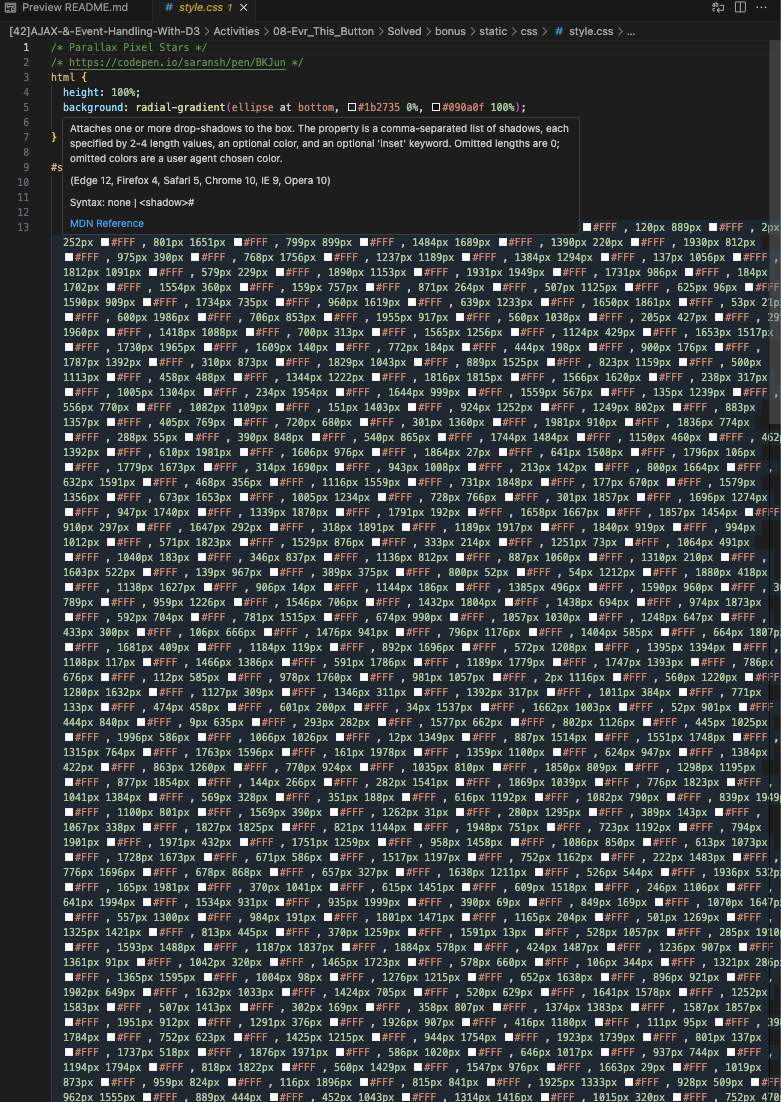 Preview README.md
# style.css 1 ×
[42]AJAX-&-Event-Handling-With-D3 > Activities > 08-Evr_This_Button > Solved > bonus > static > css > # style.css > ...
1 /* Parallax Pixel Stars */
2 /* https://codepen.io/saransh/pen/BKJun */
3 html {
4 height: 100%;
5 background: radial-gradient(ellipse at bottom, #1b2735 0%, #090a0f 100%);
6
7 }
8
9 #s
10
11
12
13
Attaches one or more drop-shadows to the box. The property is a comma-separated list of shadows, each
specified by 2-4 length values, an optional color, and an optional 'inset' keyword. Omitted lengths are 0;
omitted colors are a user agent chosen color.
(Edge 12, Firefox 4, Safari 5, Chrome 10, IE 9, Opera 10)
Syntax: none | <shadow>#
MDN Reference
#FFF , 120px 889px #FFF , 2px
252px #FFF , 801px 1651px #FFF , 799px 899px #FFF , 1484px 1689px #FFF , 1390px 220px #FFF , 1930px 812px
#FFF , 975px 390px #FFF , 768px 1756px #FFF , 1237px 1189px #FFF , 1384px 1294px #FFF , 137px 1056px #FFF ,
1812px 1091px #FFF , 579px 229px #FFF , 1890px 1153px #FFF , 1931px 1949px #FFF , 1731px 986px #FFF , 184px
1702px #FFF , 1554px 360px #FFF , 159px 757px #FFF , 871px 264px #FFF , 507px 1125px #FFF , 625px 96px #FFF ,
1590px 909px #FFF , 1734px 735px #FFF , 960px 1619px #FFF , 639px 1233px #FFF , 1650px 1861px #FFF , 53px 21px
#FFF , 600px 1986px #FFF , 706px 853px #FFF , 1955px 917px #FFF , 560px 1038px #FFF , 205px 427px #FFF ,
1960px #FFF , 1418px 1088px #FFF , 700px 313px #FFF , 1565px 1256px #FFF , 1124px 429px #FFF , 1653px 1517px
#FFF , 1730px 1965px #FFF , 1609px 140px #FFF , 772px 184px #FFF , 444px 198px #FFF , 900px 176px #FFF ,
1787px 1392px #FFF , 310px 873px #FFF , 1829px 1043px #FFF , 889px 1525px #FFF , 823px 1159px #FFF , 500px
1113px #FFF , 458px 488px #FFF , 1344px 1222px #FFF , 1816px 1815px #FFF , 1566px 1620px #FFF , 238px 317px
#FFF , 1005px 1304px #FFF , 234px 1954px #FFF , 1644px 999px #FFF , 1559px 567px #FFF , 135px 1239px #FFF ,
556px 770px #FFF , 1082px 1109px #FFF , 151px 1403px #FFF , 924px 1252px #FFF , 1249px 802px #FFF , 883px
1357px #FFF , 405px 769px #FFF , 720px 680px #FFF , 301px 1360px #FFF , 1981px 910px #FFF , 1836px 774px
#FFF , 288px 55px #FFF , 390px 848px #FFF , 540px 865px #FFF , 1744px 1484px #FFF , 1150px 460px #FFF , 462px
1392px #FFF , 610px 1981px #FFF , 1606px 976px #FFF , 1864px 27px #FFF , 641px 1508px #FFF , 1796px 106px
#FFF , 1779px 1673px #FFF , 314px 1690px #FFF , 943px 1008px #FFF , 213px 142px #FFF , 800px 1664px #FFF ,
632px 1591px #FFF , 468px 356px #FFF , 1116px 1559px #FFF , 731px 1848px #FFF , 177px 670px #FFF , 1579px
1356px #FFF , 673px 1653px #FFF , 1005px 1234px #FFF , 728px 766px #FFF , 301px 1857px #FFF , 1696px 1274px
#FFF , 947px 1740px #FFF , 1339px 1870px #FFF , 1791px 192px #FFF , 1658px 1667px #FFF , 1857px 1454px #FFF ,
910px 297px #FFF , 1647px 292px #FFF , 318px 1891px #FFF , 1189px 1917px #FFF , 1840px 919px #FFF , 994px
1012px #FFF , 571px 1823px #FFF , 1529px 876px #FFF , 333px 214px #FFF , 1251px 73px #FFF , 1064px 491px
#FFF , 1040px 183px #FFF , 346px 837px #FFF , 1136px 812px #FFF , 887px 1060px #FFF , 1310px 210px #FFF ,
1603px 522px #FFF , 139px 967px #FFF , 389px 375px #FFF , 800px 52px #FFF , 54px 1212px #FFF , 1880px 418px
#FFF , 1138px 1627px #FFF , 906px 14px #FFF , 1144px 186px #FFF , 1385px 496px #FFF , 1590px 960px #FFF ,
789px #FFF , 959px 1226px #FFF , 1546px 706px #FFF , 1432px 1804px #FFF , 1438px 694px #FFF , 974px 1873px
#FFF , 592px 704px #FFF , 781px 1515px #FFF , 674px 990px #FFF , 1057px 1030px #FFF , 1248px 647px #FFF ,
433px 300px #FFF , 106px 666px #FFF , 1476px 941px #FFF , 796px 1176px #FFF , 1404px 585px #FFF , 664px 1807px
#FFF , 1681px 409px #FFF , 1184px 119px #FFF , 892px 1696px #FFF , 572px 1208px #FFF , 1395px 1394px #FFF ,
1108px 117px #FFF , 1466px 1386px #FFF , 591px 1786px #FFF , 1189px 1779px #FFF , 1747px 1393px #FFF , 786px
676px #FFF , 112px 585px #FFF , 978px 1760px #FFF , 981px 1057px #FFF , 2px 1116px #FFF , 560px 1220px #FFF ,
1280px 1632px #FFF , 1127px 309px #FFF , 1346px 311px #FFF , 1392px 317px #FFF , 1011px 384px #FFF , 771px
133px #FFF , 474px 458px #FFF , 601px 200px #FFF , 34px 1537px #FFF , 1662px 1003px #FFF , 52px 901px #FFF ,
444px 840px #FFF , 9px 635px #FFF , 293px 282px #FFF , 1577px 662px #FFF , 802px 1126px #FFF , 445px 1025px
#FFF , 1996px 586px #FFF , 1066px 1026px #FFF , 12px 1349px #FFF , 887px 1514px #FFF , 1551px 1748px #FFF ,
1315px 764px #FFF , 1763px 1596px #FFF , 161px 1978px #FFF , 1359px 1100px #FFF , 624px 947px #FFF , 1384px
422px #FFF , 863px 1260px #FFF , 770px 924px #FFF , 1035px 810px #FFF , 1850px 809px #FFF , 1298px 1195px
#FFF , 877px 1854px #FFF , 144px 266px #FFF , 282px 1541px #FFF , 1869px 1039px #FFF , 776px 1823px #FFF ,
1041px 1384px #FFF , 569px 328px #FFF , 351px 188px #FFF , 616px 1192px #FFF , 1082px 790px #FFF , 839px 1949px
#FFF , 1100px 801px #FFF , 1569px 390px #FFF , 1262px 31px #FFF , 280px 1295px #FFF , 389px 143px #FFF ,
1067px 338px #FFF , 1827px 1825px #FFF , 821px 1144px #FFF , 1948px 751px #FFF , 723px 1192px #FFF , 794px
1901px #FFF , 1971px 432px #FFF , 1751px 1259px #FFF , 958px 1458px #FFF , 1086px 850px #FFF , 613px 1073px
#FFF , 1728px 1673px #FFF , 671px 586px #FFF , 1517px 1197px #FFF , 752px 1162px #FFF , 222px 1483px #FFF ,
776px 1696px #FFF , 678px 868px #FFF , 657px 327px #FFF , 1638px 1211px #FFF , 526px 544px #FFF , 1936px 532px
#FFF , 165px 1981px #FFF , 370px 1041px #FFF , 615px 1451px #FFF , 609px 1518px #FFF , 246px 1106px #FFF ,
641px 1994px #FFF , 1534px 931px #FFF , 935px 1999px #FFF , 390px 69px #FFF , 849px 169px #FFF , 1070px 1647px
#FFF , 557px 1300px #FFF , 984px 191px #FFF , 1801px 1471px #FFF , 1165px 204px #FFF , 501px 1269px #FFF ,
1325px 1421px #FFF , 813px 445px #FFF , 370px 1259px #FFF , 1591px 13px #FFF , 528px 1057px #FFF , 285px 1910px
#FFF , 1593px 1488px #FFF , 1187px 1837px #FFF , 1884px 578px #FFF , 424px 1487px #FFF , 1236px 907px #FFF ,
1361px 91px #FFF , 1042px 320px #FFF , 1465px 1723px #FFF , 578px 660px #FFF , 106px 344px #FFF , 1321px 286px
#FFF , 1365px 1595px #FFF , 1004px 98px #FFF , 1276px 1215px #FFF , 652px 1638px #FFF , 896px 921px #FFF ,
1902px 649px #FFF , 1632px 1033px #FFF , 1424px 705px #FFF , 520px 629px #FFF , 1641px 1578px #FFF , 1252px
1583px #FFF , 507px 1413px #FFF , 302px 169px #FFF , 358px 807px #FFF , 1374px 1383px #FFF , 1587px 1857px
#FFF , 1951px 912px #FFF , 1291px 376px #FFF , 1926px 907px #FFF , 416px 1180px #FFF , 111px 95px #FFF ,
1784px #FFF , 752px 623px #FFF , 1425px 1215px #FFF , 944px 1754px #FFF , 1923px 1739px #FFF , 801px 137px
#FFF , 1737px 518px #FFF , 1876px 1971px #FFF , 586px 1020px #FFF , 646px 1017px #FFF , 937px 744px #FFF ,
1194px 1794px #FFF , 818px 1822px #FFF , 560px 1429px #FFF , 1547px 976px #FFF , 1663px 29px #FFF , 1019px
873px #FFF , 959px 824px #FFF , 116px 1896px #FFF , 815px 841px #FFF , 1925px 1333px #FFF , 928px 509px #FFF ,
962px 1555px #FFF , 889px 444px #FFF , 452px 1043px #FFF , 1314px 1416px #FFF , 1015px 320px #FFF , 752px 470